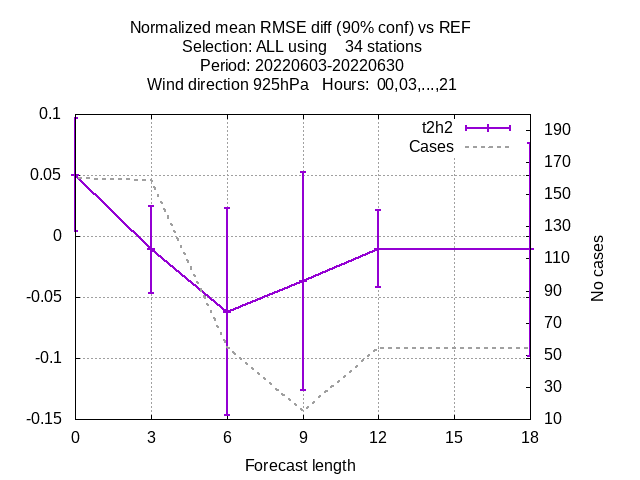 Normalized mean RMSE diff (90% conf) vs REF
Selection: ALL using    34 stations
Period: 20220603-20220630
Wind direction 925hPa   Hours:  00,03,...,21
0.1
0.05
0
-0.05
-0.1
-0.15
t2h2
Cases
190
170
150
130
110
90
70
50
30
10
No cases
0 3 6 9 12 15 18
Forecast length